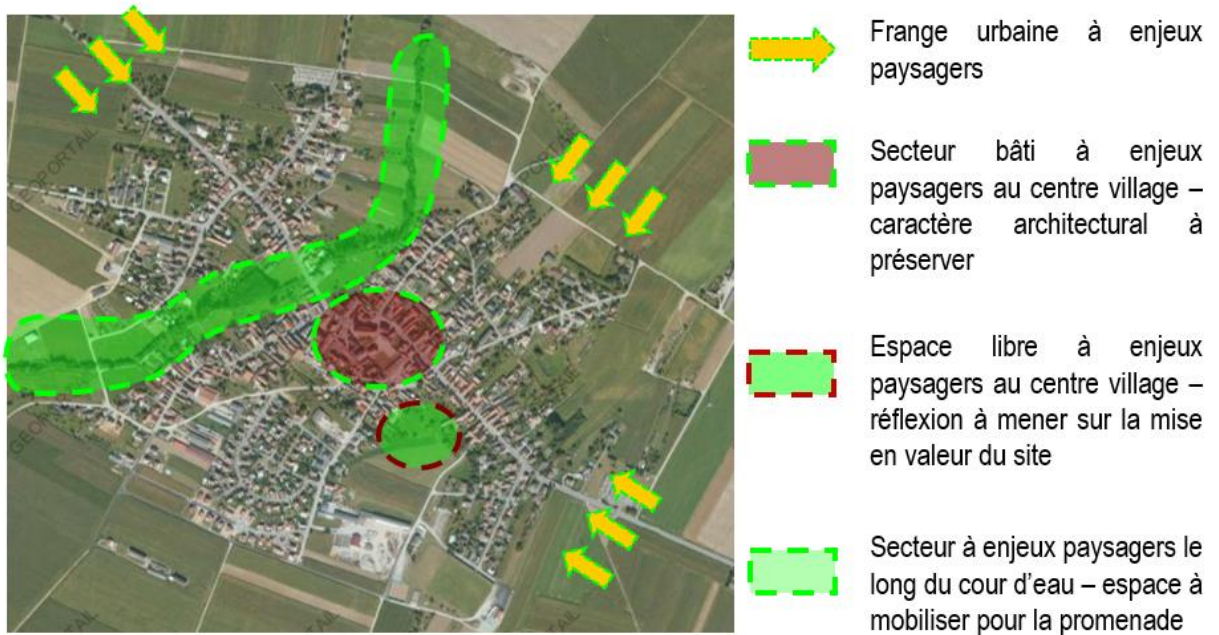 Frange urbaine à enjeux
paysagers
Secteur bâti à enjeux
paysagers au centre village –
caractère architectural à
préserver
Espace libre à enjeux
paysagers au centre village –
réflexion à mener sur la mise
en valeur du site
Secteur à enjeux paysagers le
long du cour d’eau – espace à
mobiliser pour la promenade
GEOPORTAIL
GEOPORTAIL